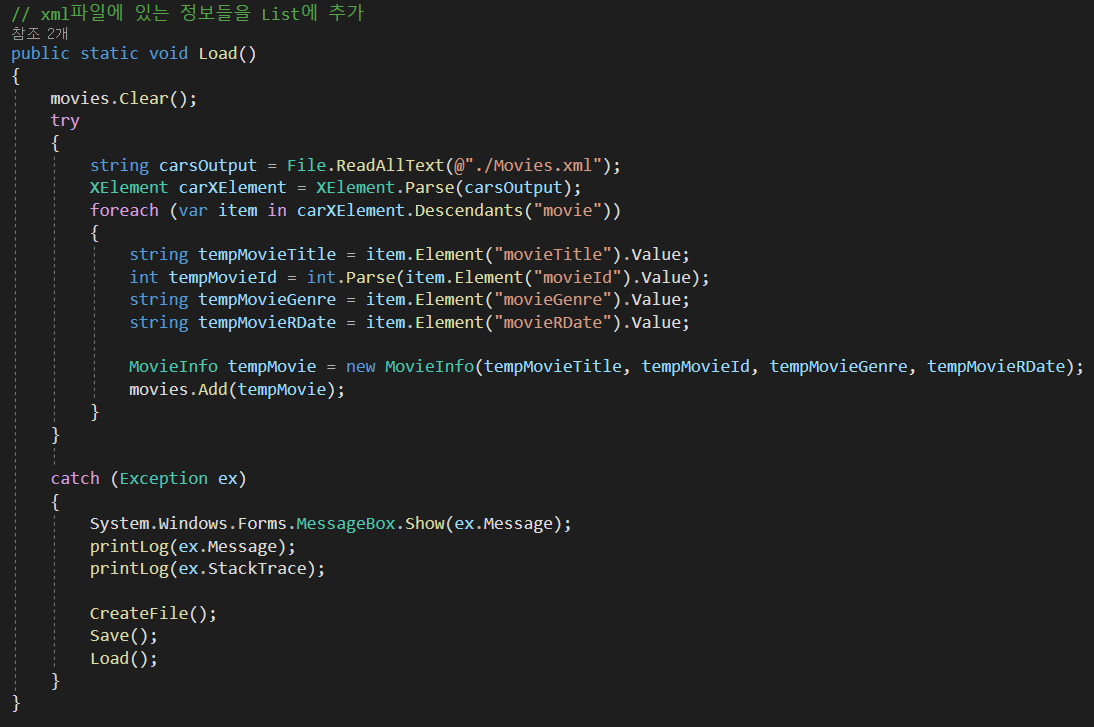 // xml파일에 있는 정보들을 List에 추가
참조 2개
public static void Load()
{
movies.Clear();
try
{
string carsOutput = File.ReadAllText(@"./Movies.xml");
XElement carXElement = XElement.Parse(carsOutput);
foreach (var item in carXElement.Descendants("movie"))
{
string tempMovieTitle = item.Element("movieTitle").Value;
int tempMovieId = int.Parse(item.Element("movieId").Value);
string tempMovieGenre = item.Element("movieGenre").Value;
string tempMovieRDate = item.Element("movieRDate").Value;
MovieInfo tempMovie = new MovieInfo(tempMovieTitle, tempMovieId, tempMovieGenre, tempMovieRDate);
movies.Add(tempMovie);
}
}
catch (Exception ex)
{
System.Windows.Forms.MessageBox.Show(ex.Message);
printLog(ex.Message);
printLog(ex.StackTrace);
CreateFile();
Save();
Load();
}
}